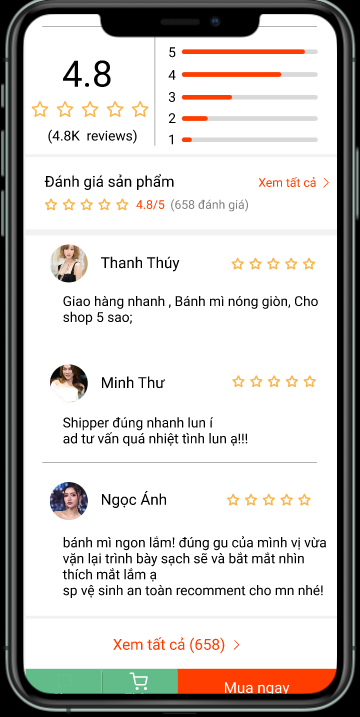 4.8
(4.8K reviews)
5
4
3
2
1
Đánh giá sản phẩm
Xem tất cả
4.8/5 (658 đánh giá)
Thanh Thúy
Giao hàng nhanh , Bánh mì nóng giòn, Cho
shop 5 sao;
Minh Thư
Shipper đúng nhanh lun í
ad tư vấn quá nhiệt tình lun ạ!!!
Ngọc Ánh
bánh mì ngon lắm! đúng gu của mình vị vừa
vặn lại trình bày sạch sẽ và bắt mắt nhìn
thích mắt lắm ạ
sp vệ sinh an toàn recomment cho mn nhé!
Xem tất cả (658)
Mua ngay